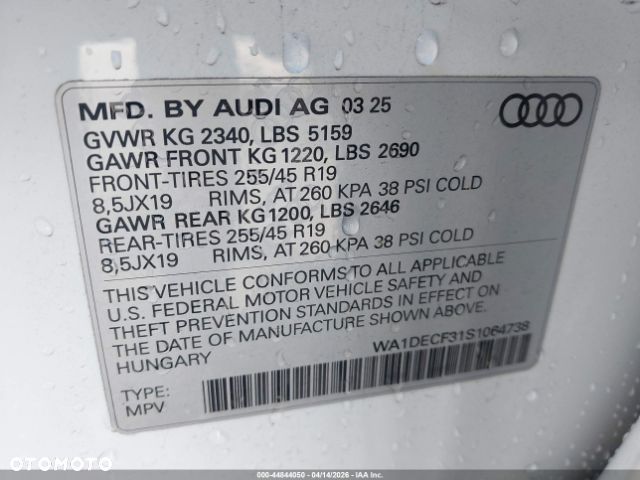 MFD. BY AUDI AG 03 25
GVWR KG 2340, LBS 5159
GAWR FRONT KG 1220, LBS 2690
FRONT-TIRES 255/45 R19
8,5JX19 RIMS, AT 260 KPA 38 PSI COLD
GAWR REAR KG 1200, LBS 2646
REAR-TIRES 255/45 R19
8,5JX19 RIMS, AT 260 KPA 38 PSI COLD
THIS VEHICLE CONFORMS TO ALL APPLICABLE
U.S. FEDERAL MOTOR VEHICLE SAFETY AND
THEFT PREVENTION STANDARDS IN EFFECT ON
THE DATE OF MANUFACTURE SHOWN ABOVE.
HUNGARY
WA1DECF31S1064738
TYPE:
MPV
OTOMOTO
000-44844050 - 04/14/2026 - IAA Inc.